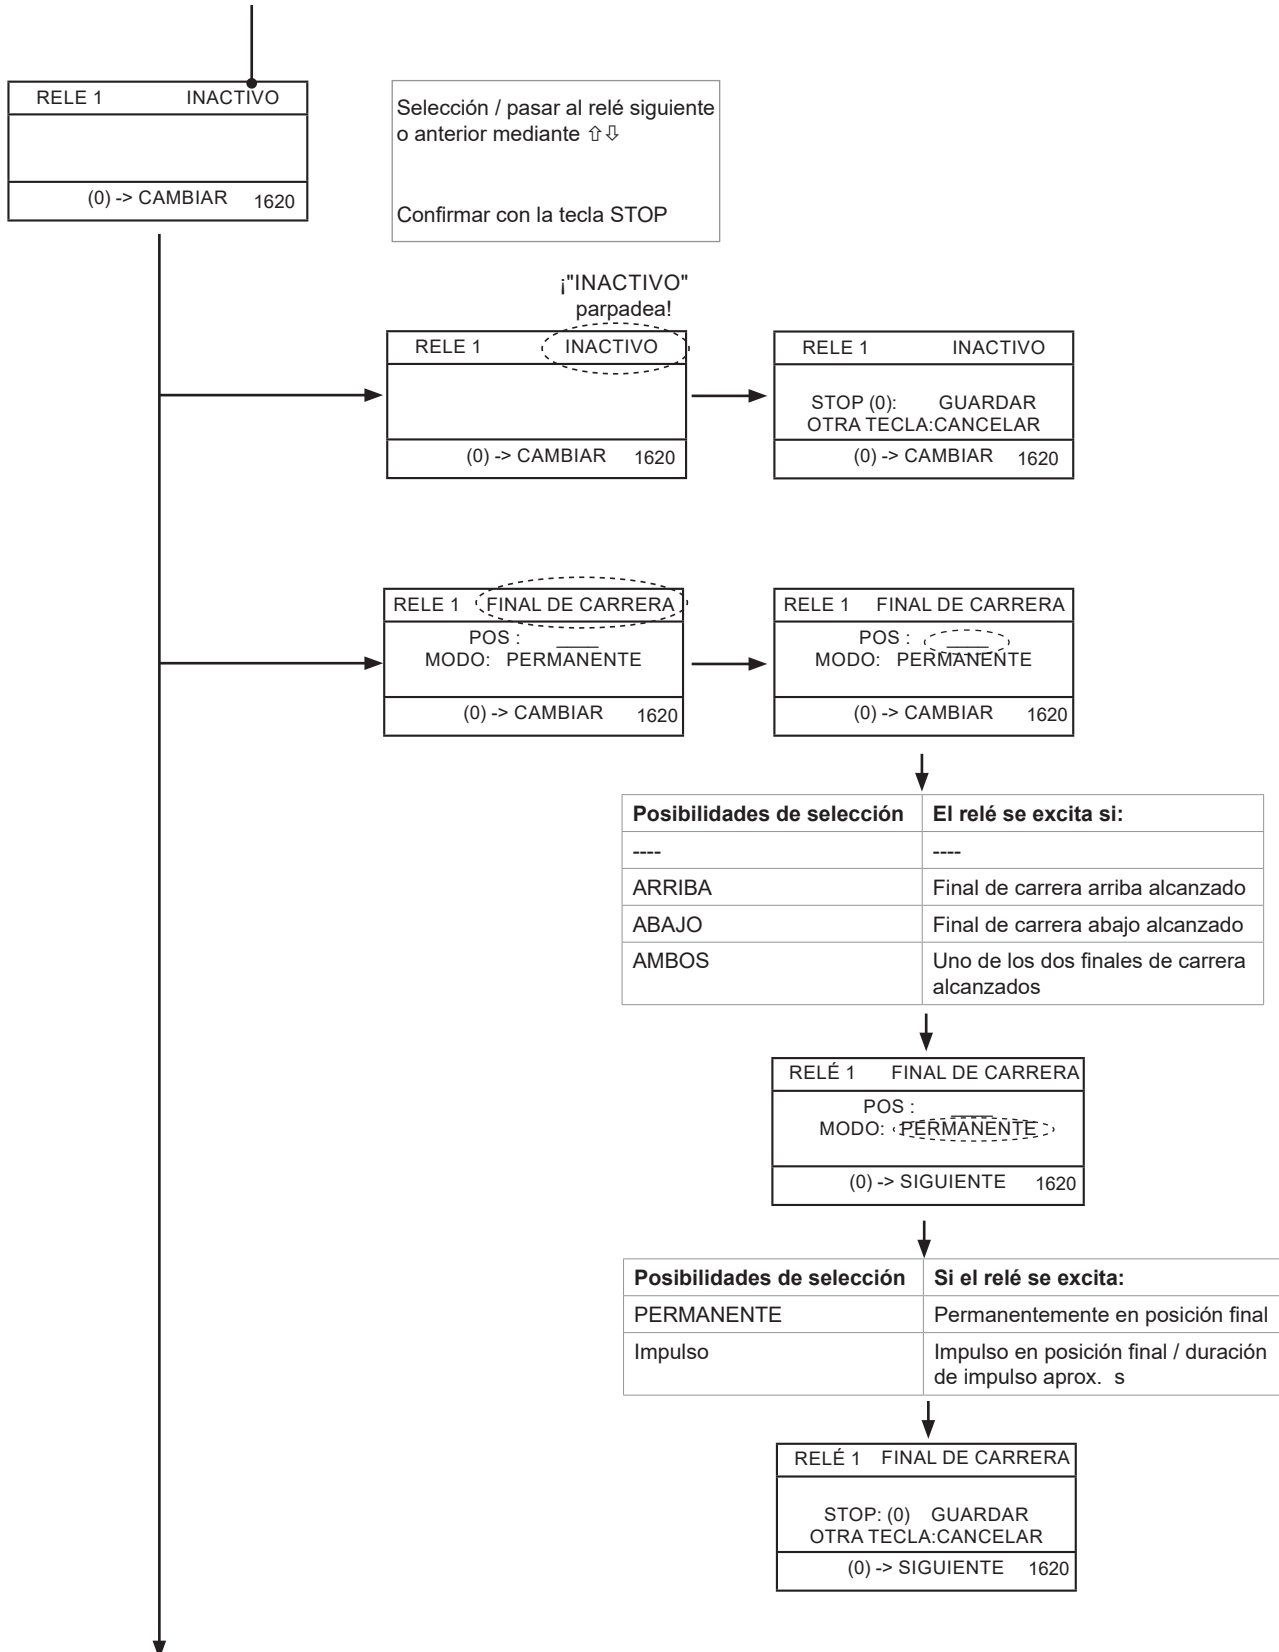 RELE 1 INACTIVO
(0) -> CAMBIAR 1620
Selección / pasar al relé siguiente
o anterior mediante ⇧⇩
Confirmar con la tecla STOP
¡"INACTIVO"
parpadea!
RELE 1 INACTIVO
(0) -> CAMBIAR 1620
RELE 1 INACTIVO
STOP (0): GUARDAR
OTRA TECLA:CANCELAR
(0) -> CAMBIAR 1620
RELE 1 FINAL DE CARRERA
POS : ____
MODO: PERMANENTE
(0) -> CAMBIAR 1620
RELE 1 FINAL DE CARRERA
POS : ____
MODO: PERMANENTE
(0) -> CAMBIAR 1620
Posibilidades de selección El relé se excita si:
---- ----
ARRIBA Final de carrera arriba alcanzado
ABAJO Final de carrera abajo alcanzado
AMBOS Uno de los dos finales de carrera
alcanzados
RELÉ 1 FINAL DE CARRERA
POS : ____
MODO: PERMANENTE
(0) -> SIGUIENTE 1620
Posibilidades de selección Si el relé se excita:
PERMANENTE Permanentemente en posición final
Impulso Impulso en posición final / duración
de impulso aprox. s
RELÉ 1 FINAL DE CARRERA
STOP: (0) GUARDAR
OTRA TECLA:CANCELAR
(0) -> SIGUIENTE 1620